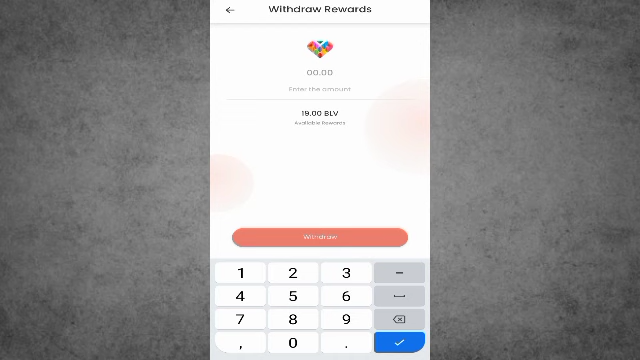 Withdraw Rewards
00.00
Enter the amount
19.00 BLV
Available Rewards
Withdraw
1 2 3 -
4 5 6
7 8 9
, 0 .